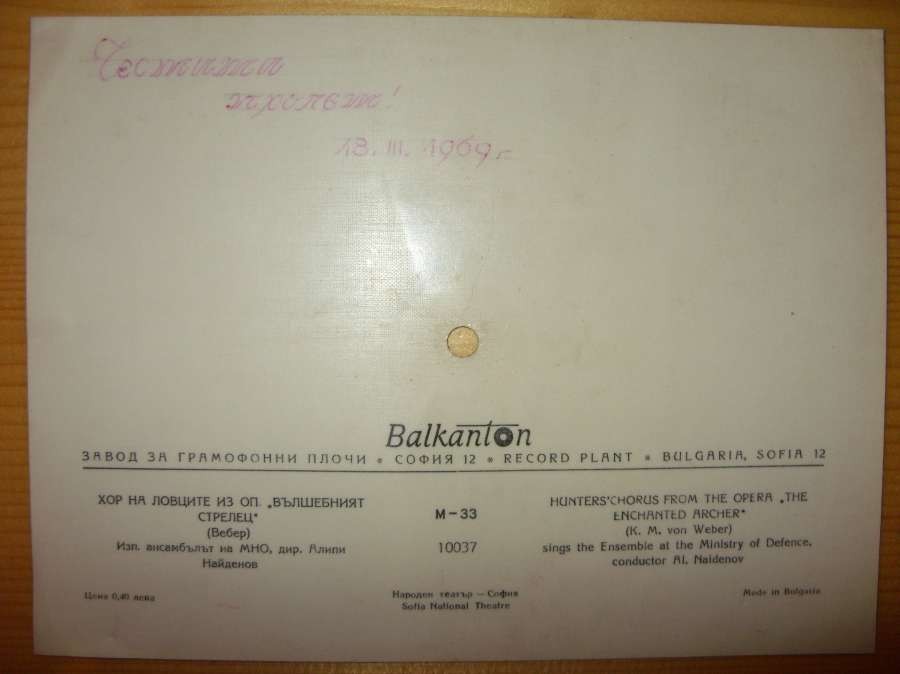 Честит
юбилей!
13. III. 1969 г.
Balkanton
ЗАВОД ЗА ГРАМОФОННИ ПЛОЧИ * СОФИЯ 12 * RECORD PLANT * BULGARIA, SOFIA 12
ХОР НА ЛОВЦИТЕ ИЗ ОП. „ВЪЛШЕБНИЯТ
СТРЕЛЕЦ"
(Вебер)
Изп. ансамбълът на МНО, дир. Алипи
Найденов
М-33
10037
HUNTERS'CHORUS FROM THE OPERA „THE
ENCHANTED ARCHER"
(K. M. von Weber)
sings the Ensemble at the Ministry of Defence,
conductor Al. Naidenov
Цена 0,40 лева
Народен театър — София
Sofia National Theatre
Made in Bulgaria